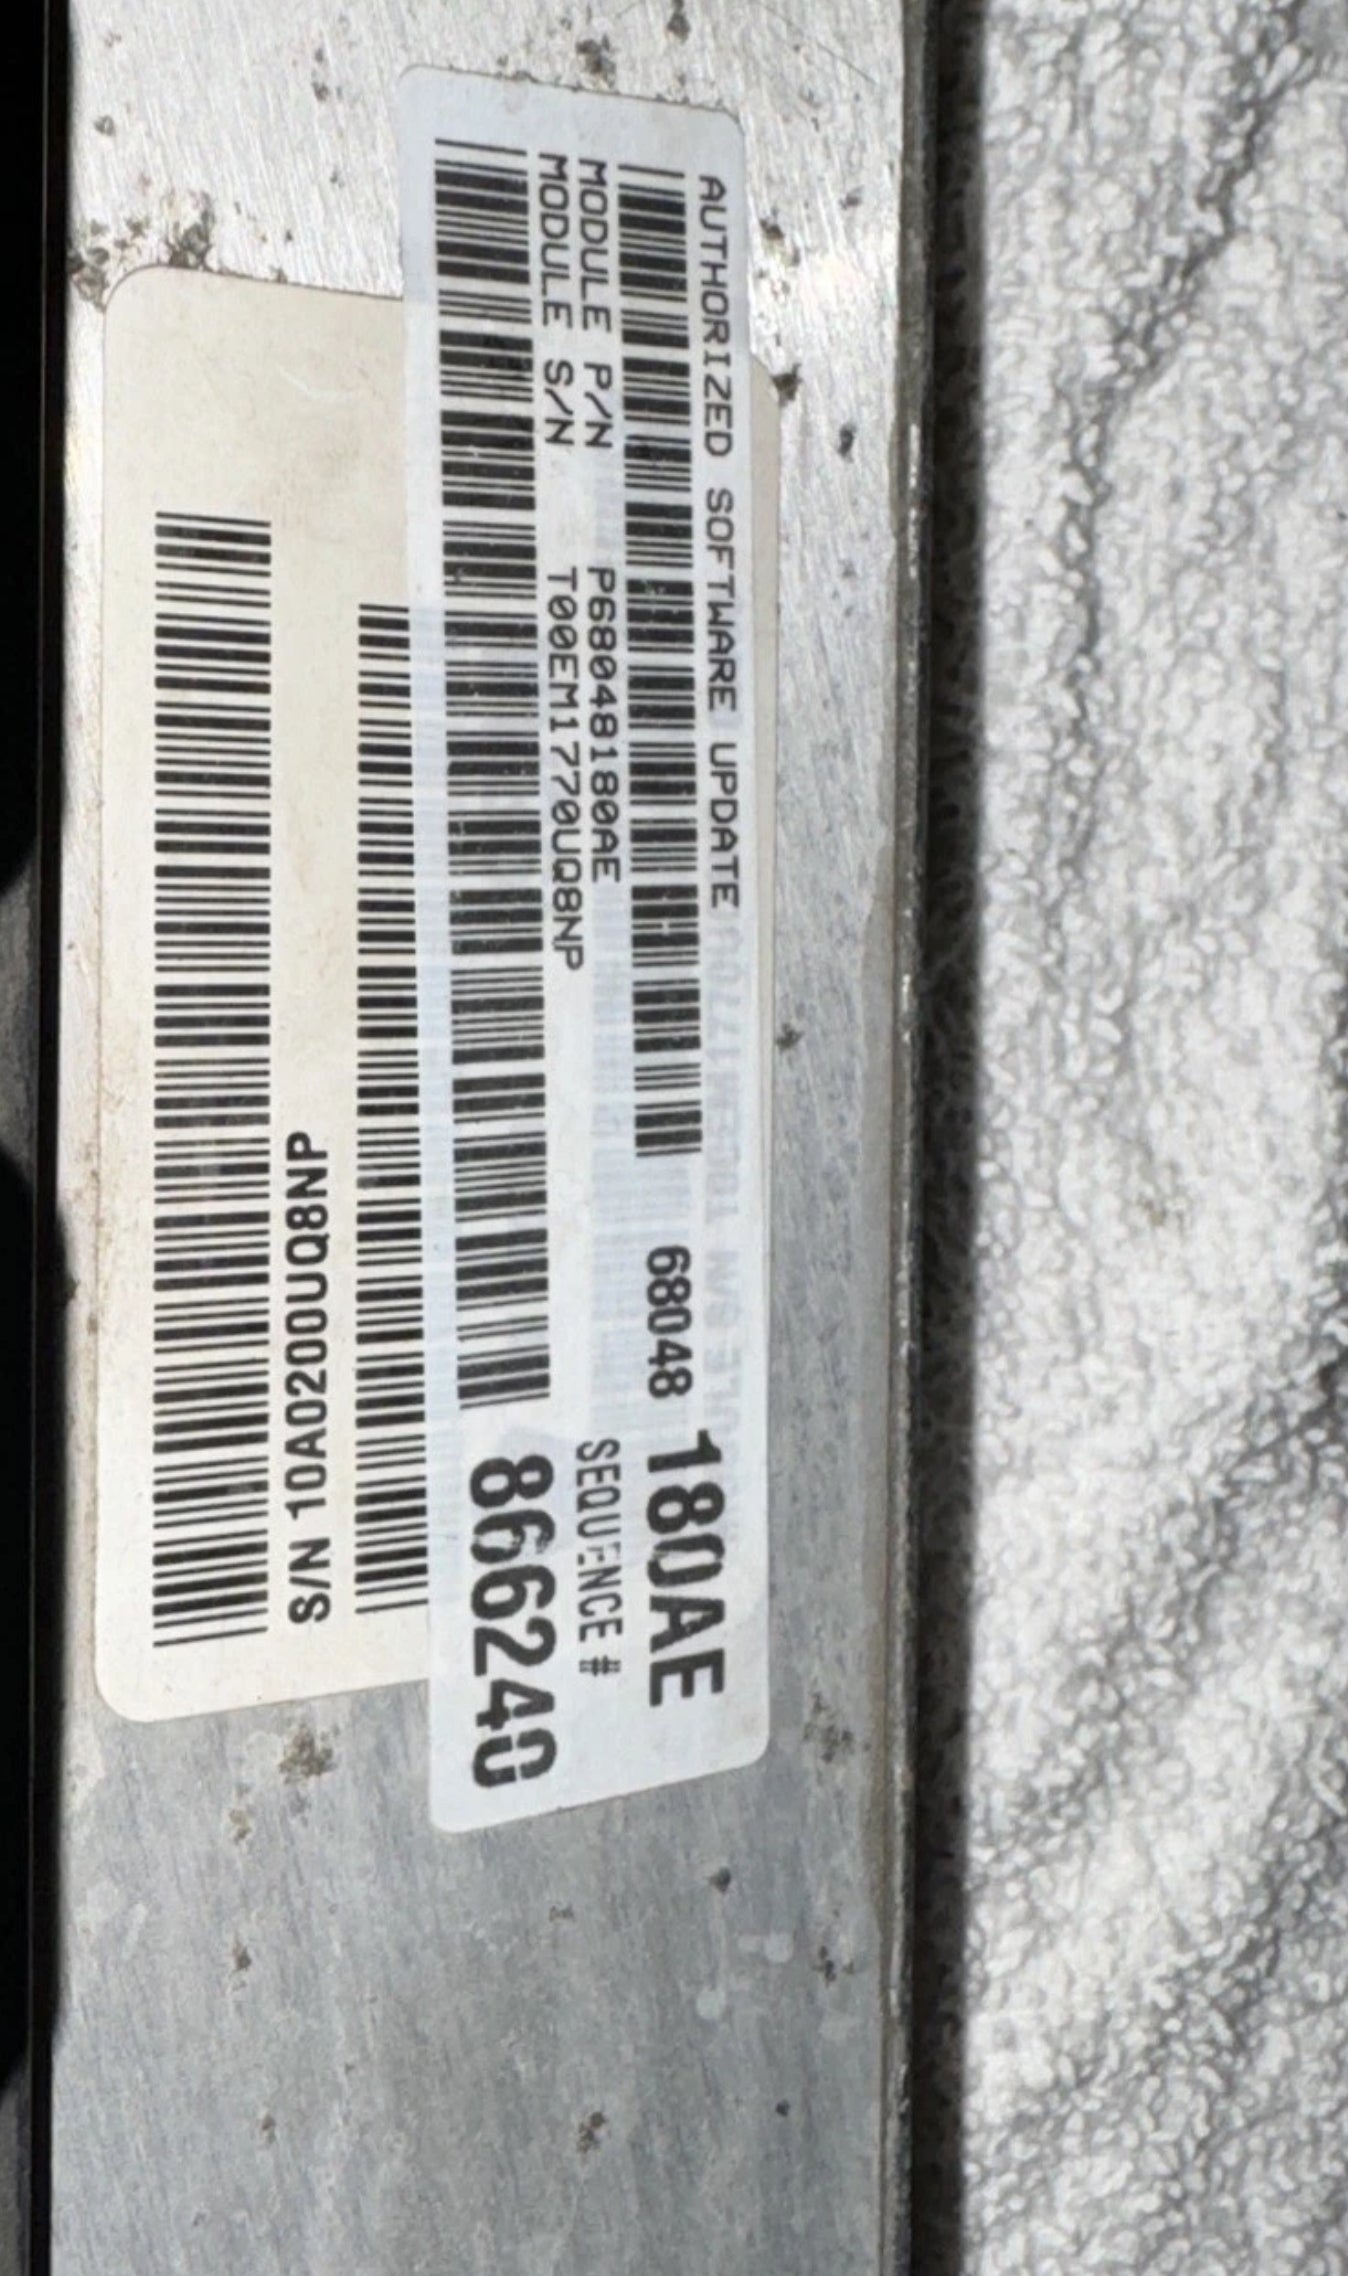 AUTHORIZED SOFTWARE UPDATE
68048 180AE
MODULE P/N P68048180AE
MODULE S/N T00EM1770UQ8NP
SEQUENCE #
866240
S/N 10A0200UQ8NP